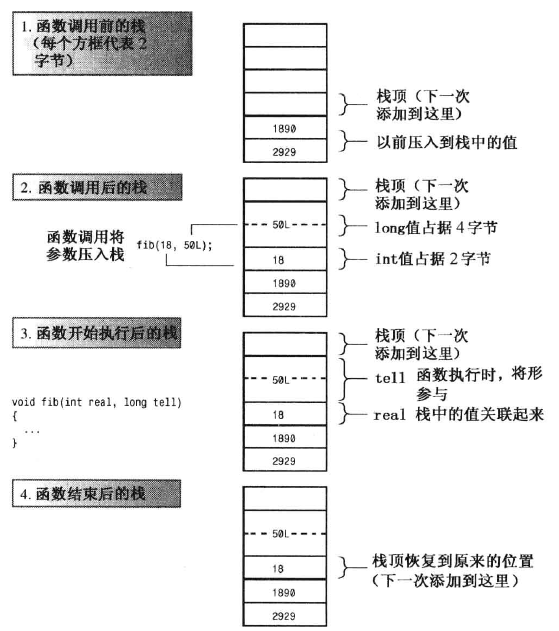 1. 函数调用前的栈
（每个方框代表 2
字节）
栈顶（下一次
添加到这里）
1890
以前压入到栈中的值
2929
2. 函数调用后的栈
栈顶（下一次
添加到这里）
50L
long值占据 4 字节
函数调用将
参数压入栈
fib(18, 50L);
18
int值占据 2 字节
1890
2929
3. 函数开始执行后的栈
栈顶（下一次
添加到这里）
50L
tell 函数执行时，将形
参与
void fib(int real, long tell)
{
...
}
18
real 栈中的值关联起来
1890
2929
4. 函数结束后的栈
50L
18
栈顶恢复到原来的位置
（下一次添加到这里）
1890
2929